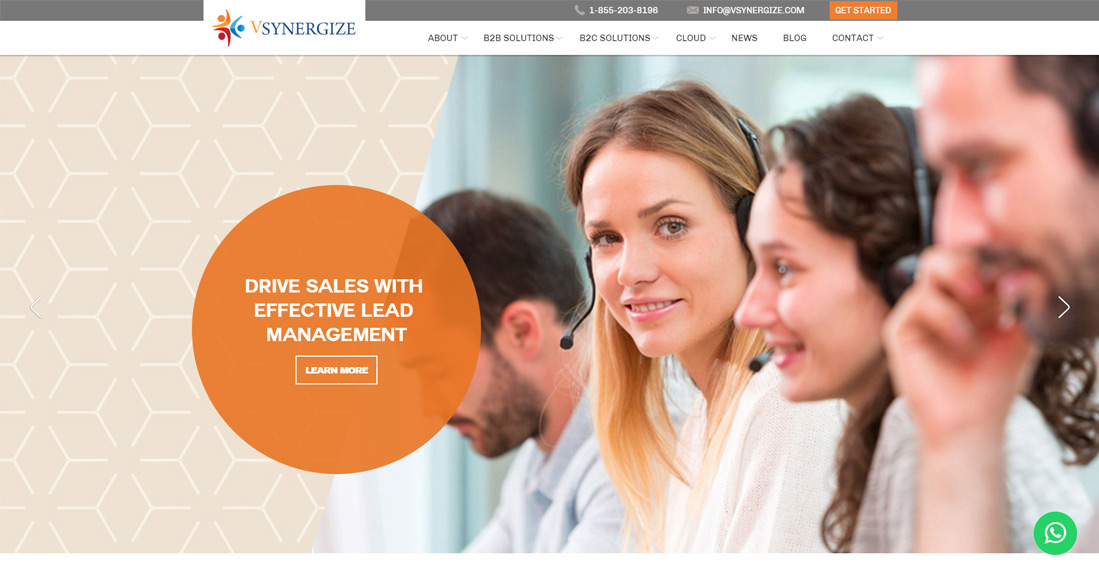 1-855-203-8196 INFO@VSYNERGIZE.COM GET STARTED
VSYNERGIZE
ABOUT B2B SOLUTIONS B2C SOLUTIONS CLOUD NEWS BLOG CONTACT
DRIVE SALES WITH
EFFECTIVE LEAD
MANAGEMENT
LEARN MORE